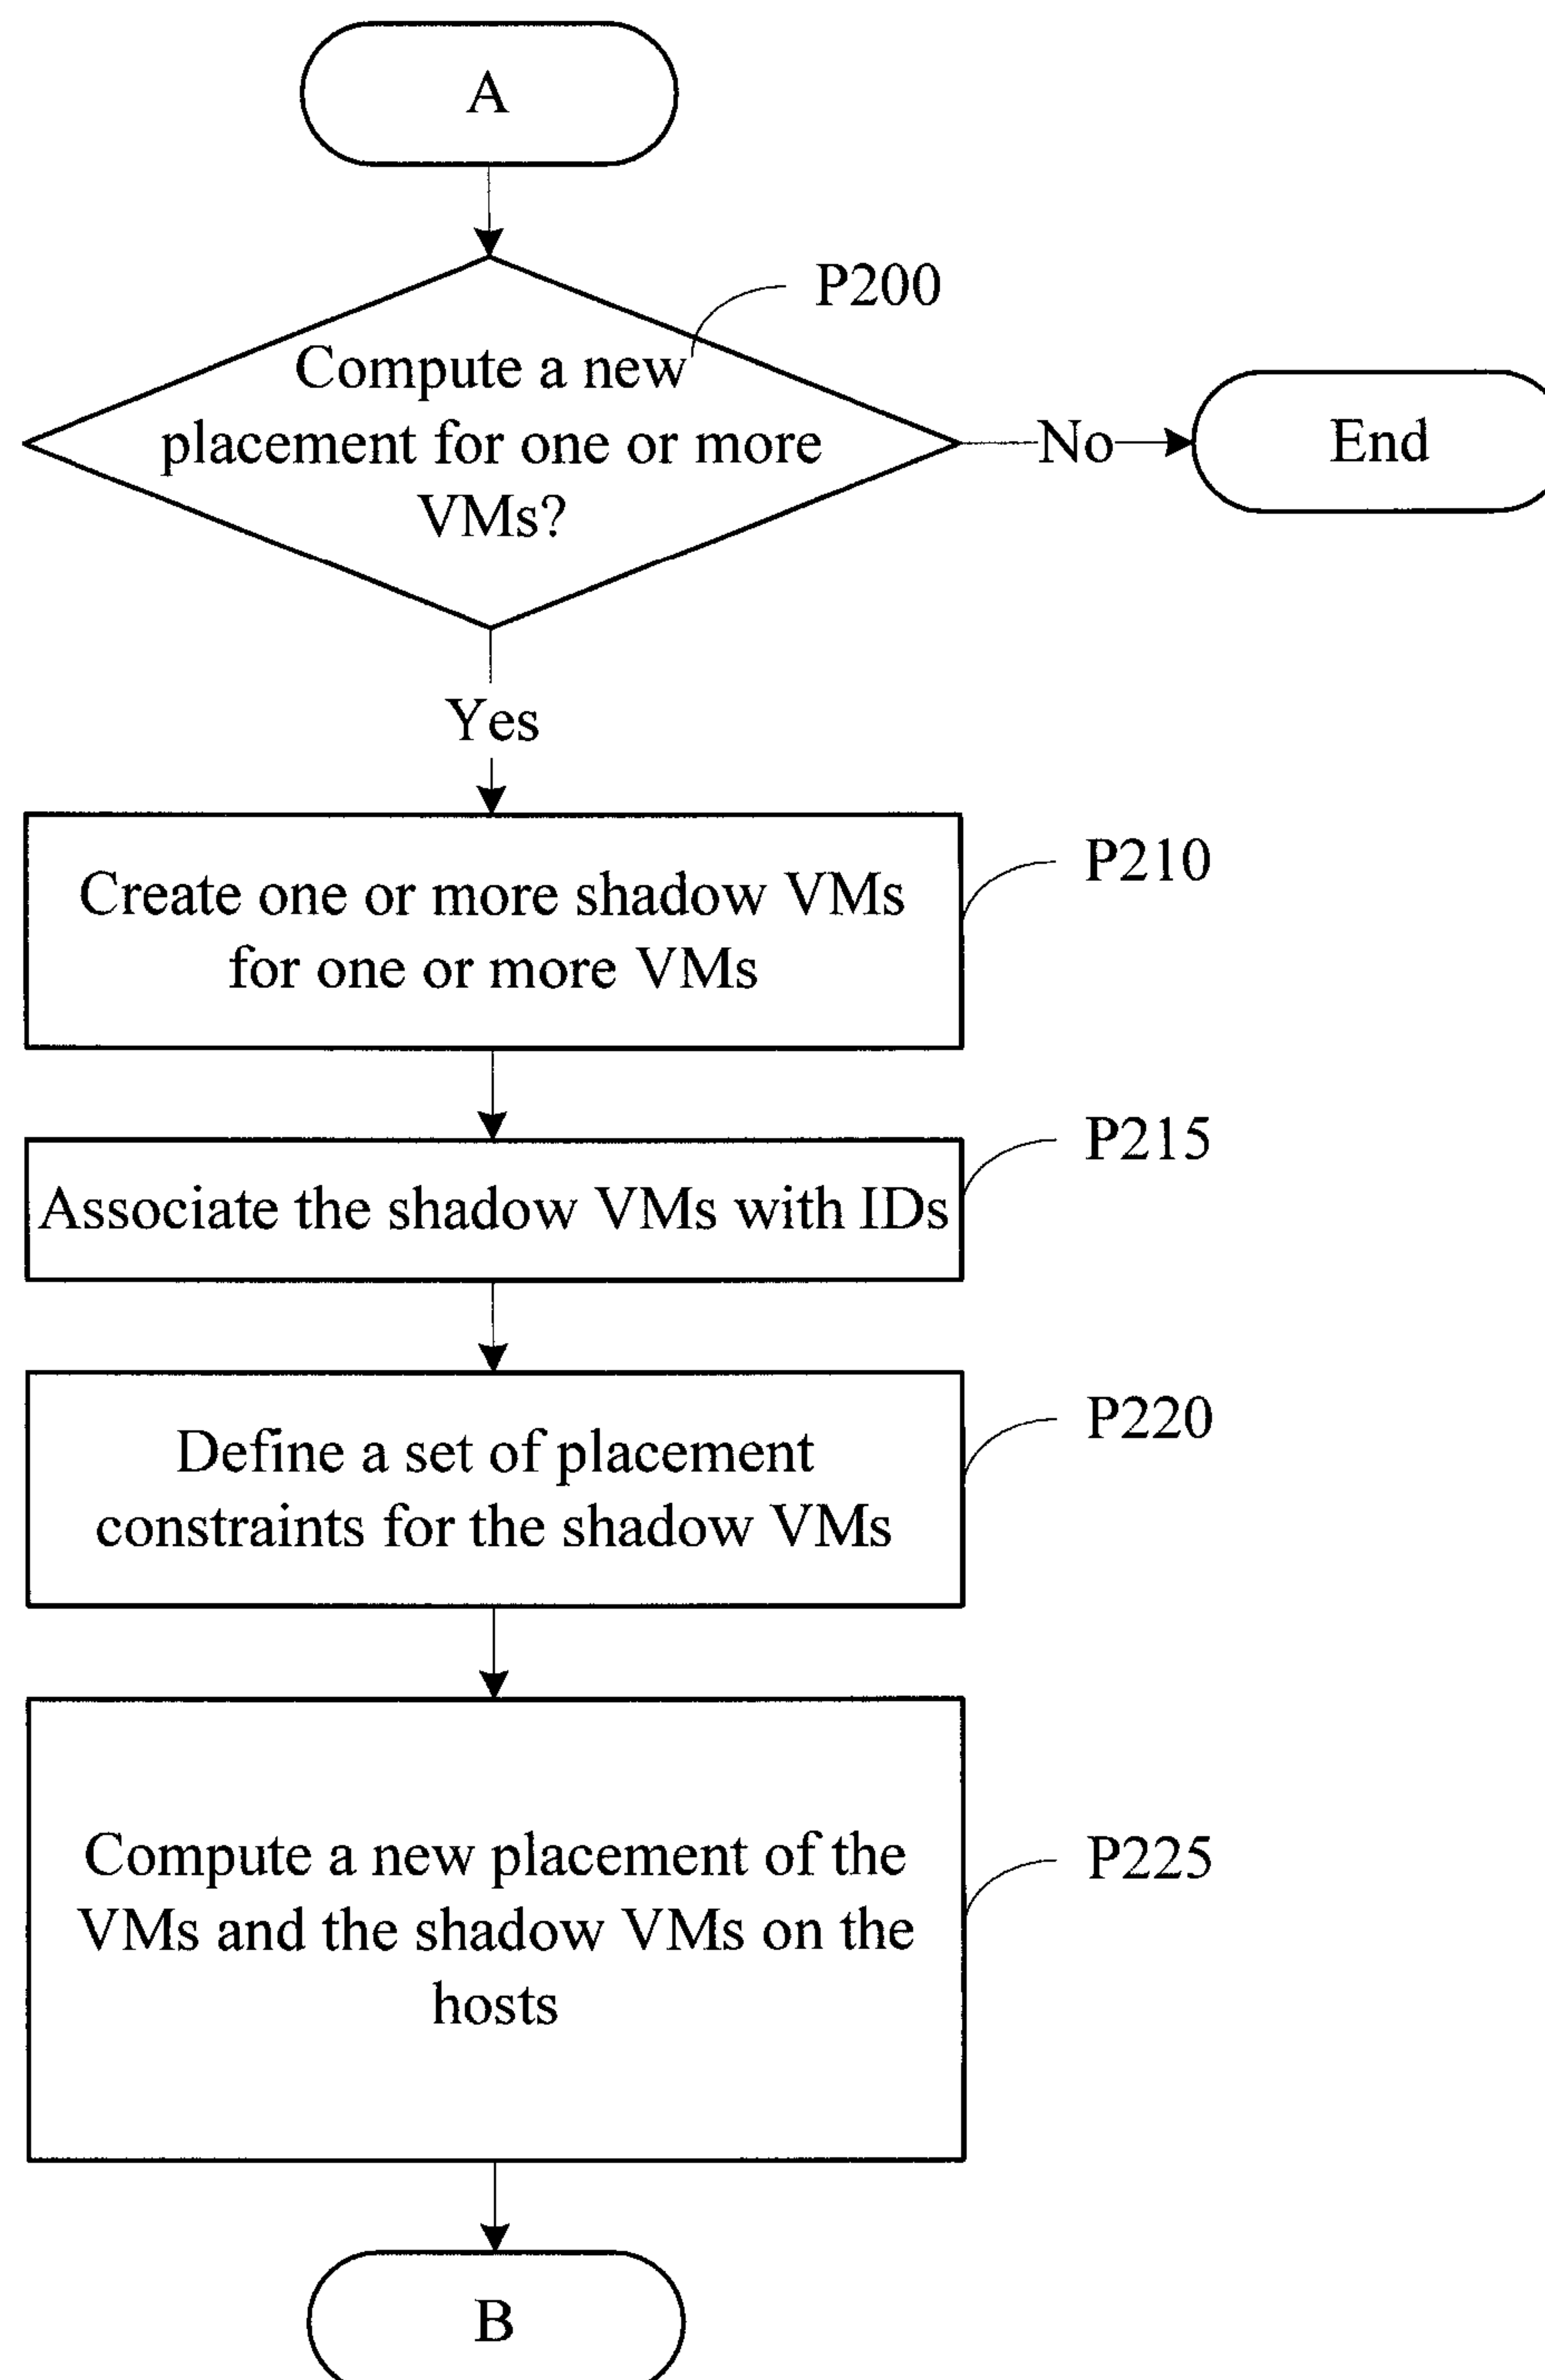 A
P200
Compute a new
placement for one or more
VMs?
No
End
Yes
Create one or more shadow VMs
for one or more VMs
P210
Associate the shadow VMs with IDs
P215
Define a set of placement
constraints for the shadow VMs
P220
Compute a new placement of the
VMs and the shadow VMs on the
hosts
P225
B